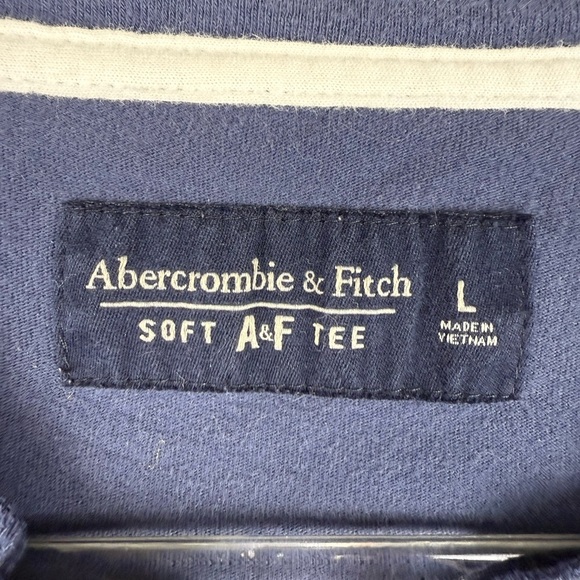 Abercrombie & Fitch
SOFT A&F TEE
L
MADE IN
VIETNAM